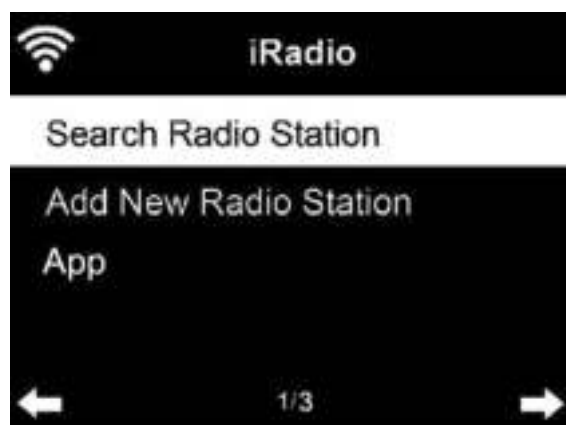 iRadio
Search Radio Station
Add New Radio Station
App
1/3